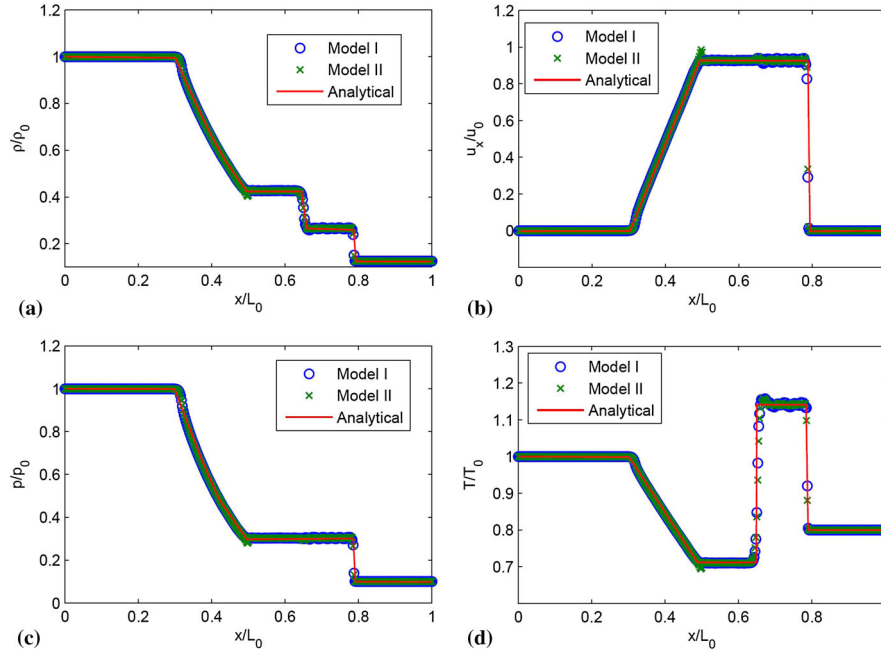 1.2
1
0.8
0.6
0.4
0.2
ρ/ρ0
0
0.2
0.4
0.6
0.8
1
x/L0
Model I
Model II
Analytical
(a)
1.2
1
0.8
0.6
0.4
0.2
0
ux/u0
0
0.2
0.4
0.6
0.8
x/L0
Model I
Model II
Analytical
(b)
1.2
1
0.8
0.6
0.4
0.2
0
p/p0
0
0.2
0.4
0.6
0.8
1
x/L0
Model I
Model II
Analytical
(c)
1.3
1.2
1.1
1
0.9
0.8
0.7
T/T0
0
0.2
0.4
0.6
0.8
x/L0
Model I
Model II
Analytical
(d)